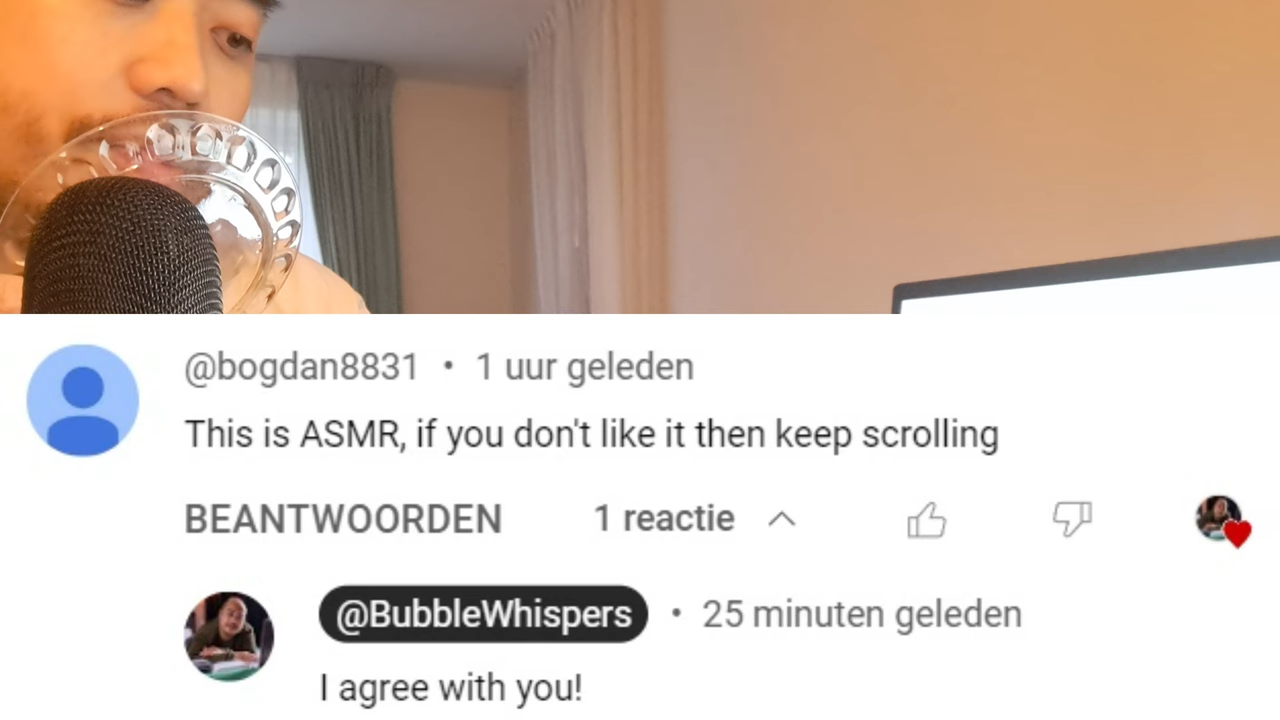 @bogdan8831 • 1 uur geleden
This is ASMR, if you don't like it then keep scrolling
BEANTWOORDEN 1 reactie
@BubbleWhispers • 25 minuten geleden
I agree with you!